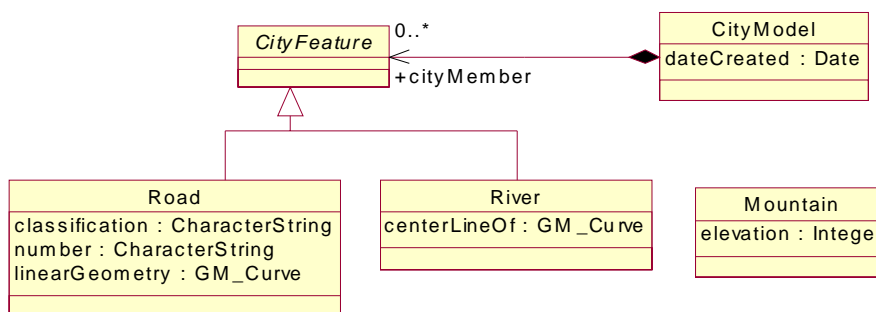 CityFeature
0..*
+cityMember
CityModel
dateCreated : Date
Road
classification : CharacterString
number : CharacterString
linearGeometry : GM_Curve
River
centerLineOf : GM_Curve
Mountain
elevation : Intege